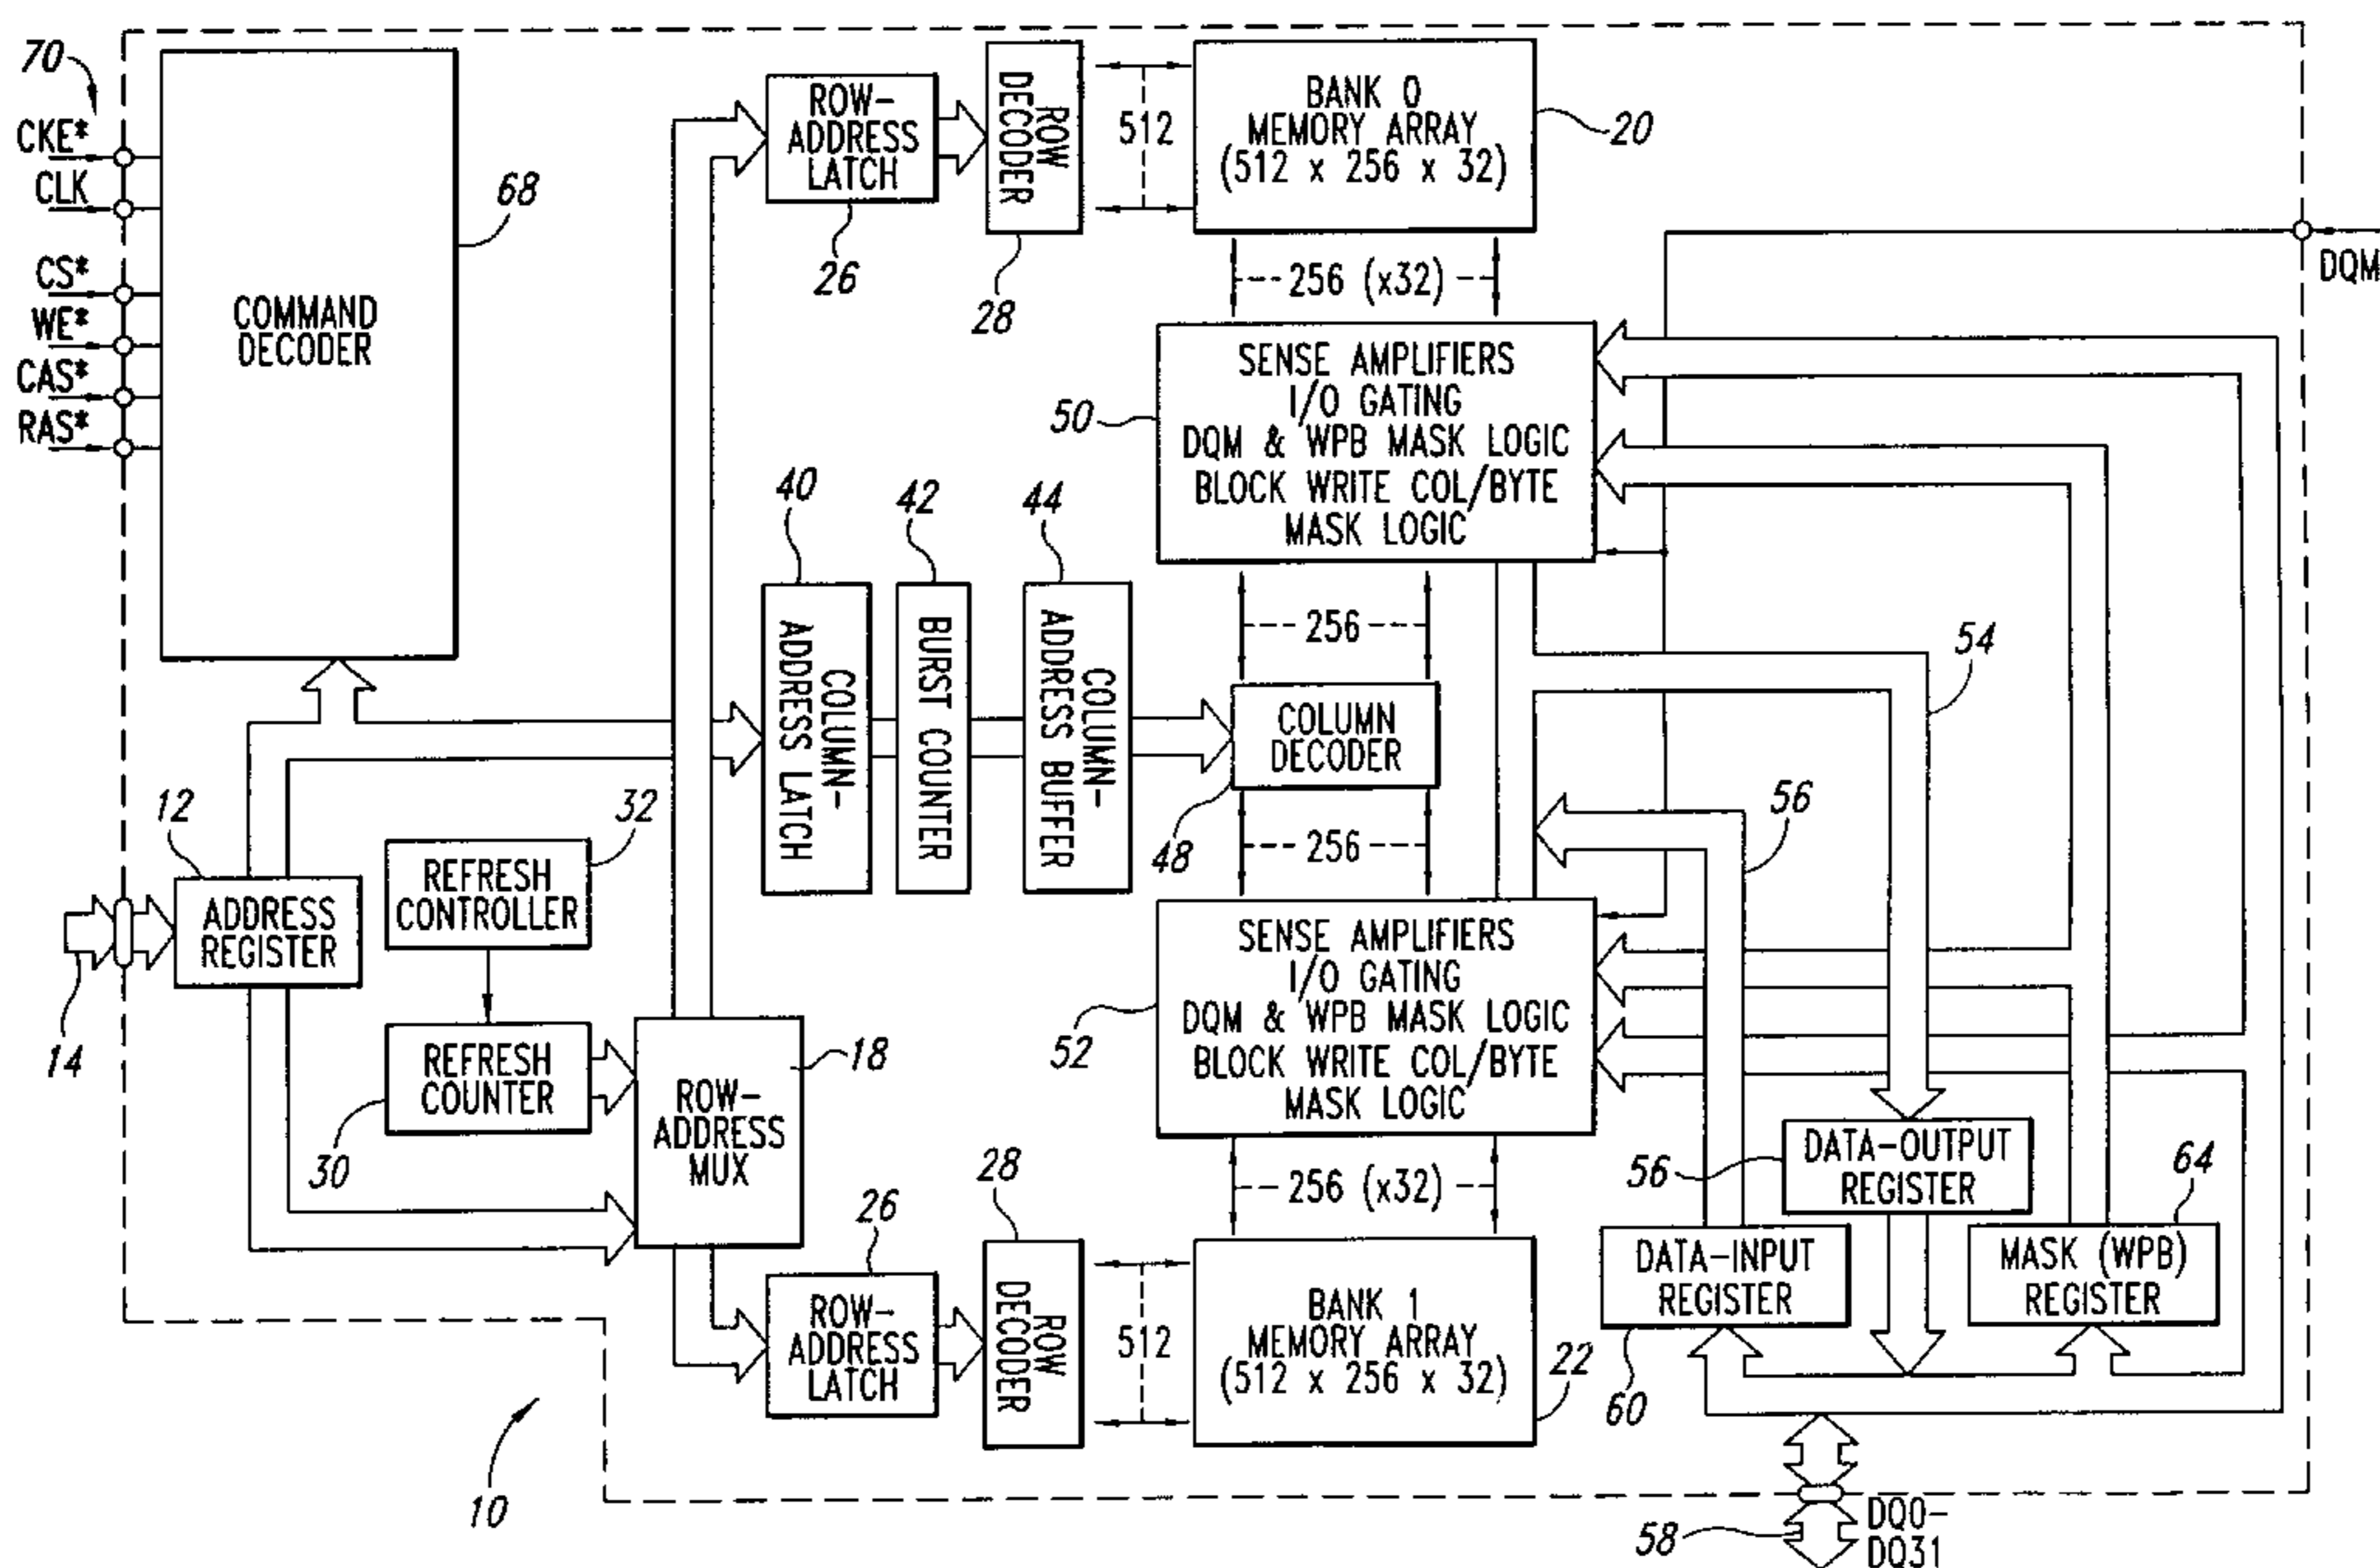 70
CKE*
CLK
CS*
WE*
CAS*
RAS*
COMMAND
DECODER
68
ROW-
ADDRESS
LATCH
26
ROW
DECODER
28
512
BANK 0
MEMORY ARRAY
(512 x 256 x 32)
20
256 (x32)
DQM
SENSE AMPLIFIERS
I/O GATING
DQM & WPB MASK LOGIC
BLOCK WRITE COL/BYTE
MASK LOGIC
50
40
COLUMN-
ADDRESS LATCH
42
BURST COUNTER
44
COLUMN-
ADDRESS BUFFER
256
COLUMN
DECODER
48
256
54
56
12
ADDRESS
REGISTER
14
32
REFRESH
CONTROLLER
REFRESH
COUNTER
30
ROW-
ADDRESS
MUX
18
SENSE AMPLIFIERS
I/O GATING
DQM & WPB MASK LOGIC
BLOCK WRITE COL/BYTE
MASK LOGIC
52
256 (x32)
26
ROW-
ADDRESS
LATCH
28
ROW
DECODER
512
BANK 1
MEMORY ARRAY
(512 x 256 x 32)
22
56
DATA-OUTPUT
REGISTER
DATA-INPUT
REGISTER
60
64
MASK (WPB)
REGISTER
10
58
DQ0-
DQ31